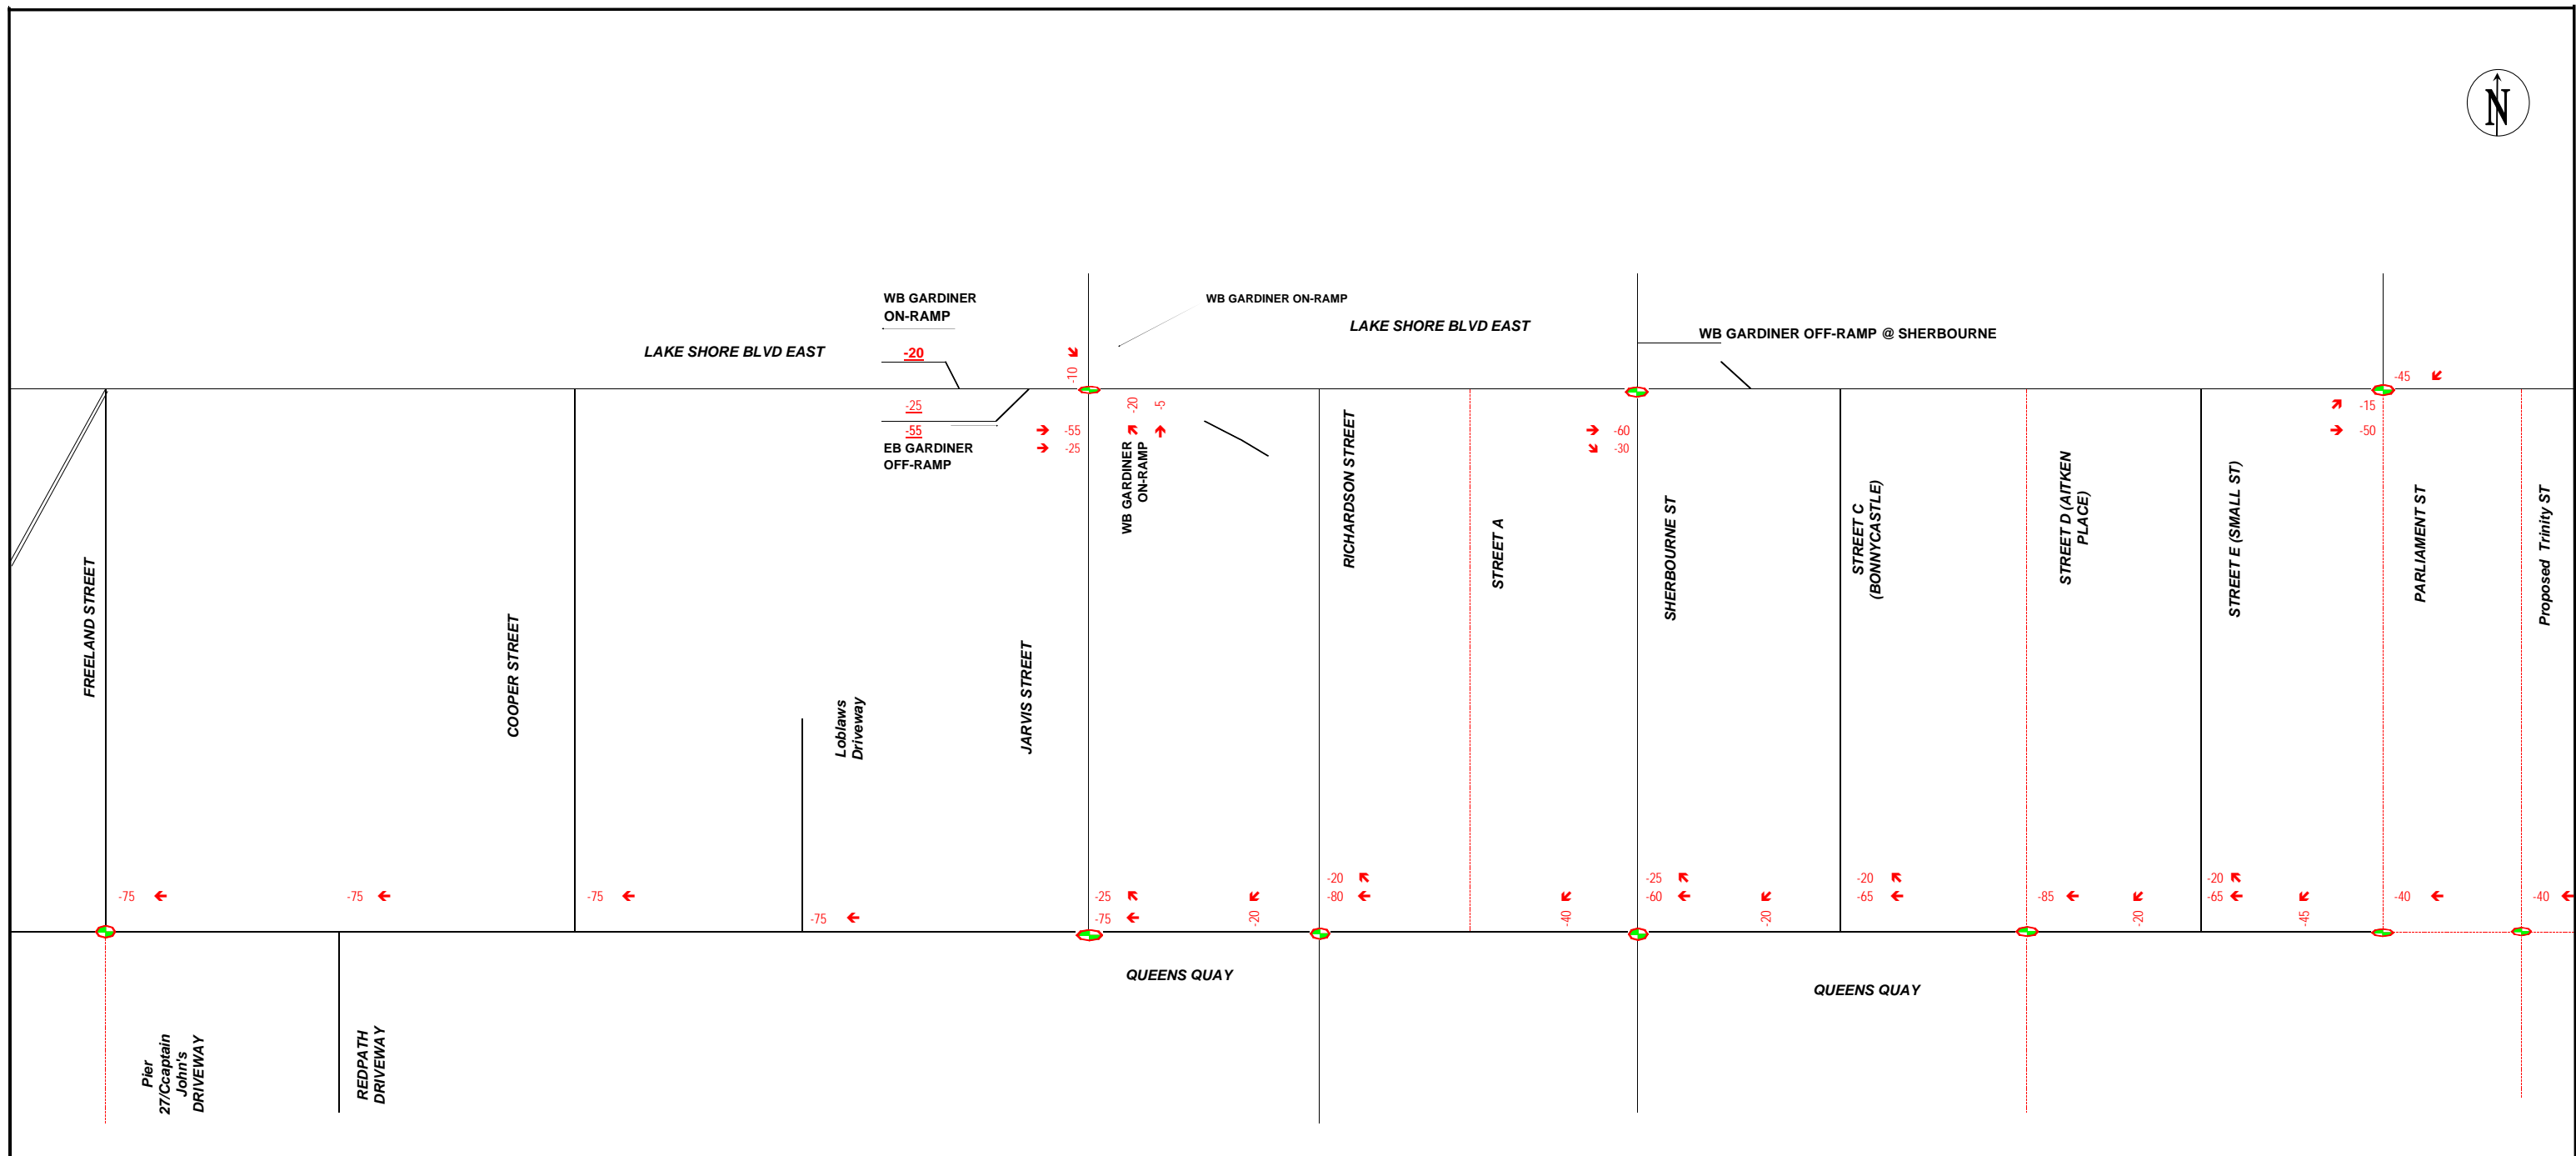 N
WB GARDINER
ON-RAMP
WB GARDINER ON-RAMP
LAKE SHORE BLVD EAST
WB GARDINER OFF-RAMP @ SHERBOURNE
LAKE SHORE BLVD EAST
-20
-10
-45
-25
-20
-5
-15
-55
-55
-60
-50
EB GARDINER
OFF-RAMP
-25
-30
WB GARDINER
ON-RAMP
FREELAND STREET
COOPER STREET
Loblaws
Driveway
JARVIS STREET
RICHARDSON STREET
STREET A
SHERBOURNE ST
STREET C
(BONNYCASTLE)
STREET D (AITKEN
PLACE)
STREET E (SMALL ST)
PARLIAMENT ST
Proposed Trinity ST
-20
-25
-20
-20
-75
-75
-75
-25
-80
-60
-65
-85
-65
-40
-40
-75
-75
-20
-40
-20
-20
-45
QUEENS QUAY
QUEENS QUAY
Pier
27/Ccaptain
John's
DRIVEWAY
REDPATH
DRIVEWAY